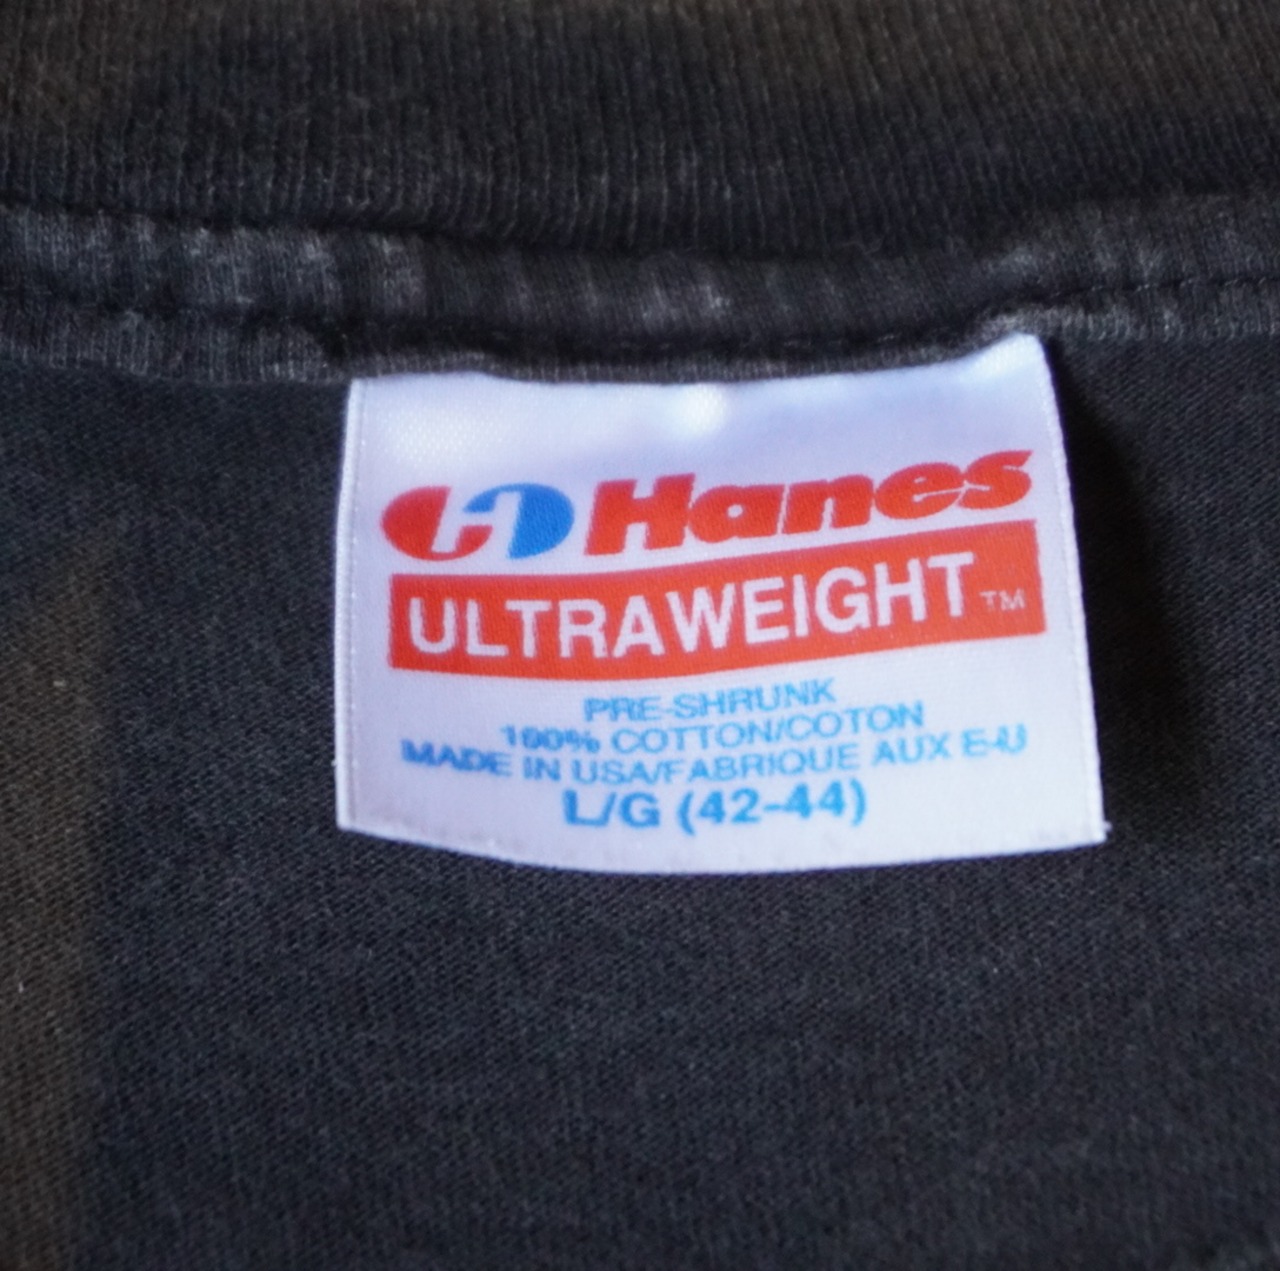 Hanes
ULTRAWEIGHT™
PRE-SHRUNK
100% COTTON/COTON
MADE IN USA/FABRIQUE AUX E-U
L/G (42-44)